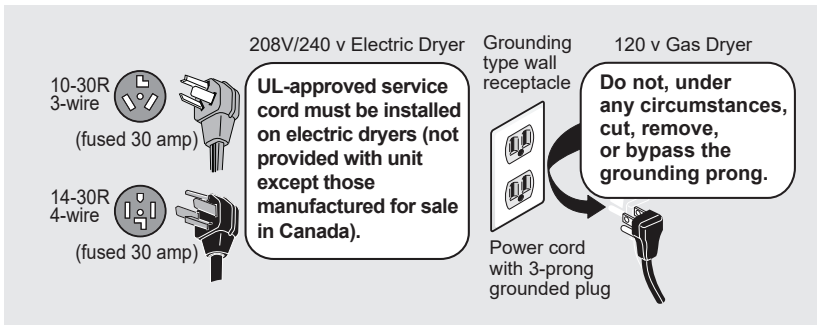 208V/240 v Electric Dryer
10-30R
3-wire
(fused 30 amp)
14-30R
4-wire
(fused 30 amp)
UL-approved service
cord must be installed
on electric dryers (not
provided with unit
except those
manufactured for sale
in Canada).
Grounding
type wall
receptacle
Power cord
with 3-prong
grounded plug
120 v Gas Dryer
Do not, under
any circumstances,
cut, remove,
or bypass the
grounding prong.